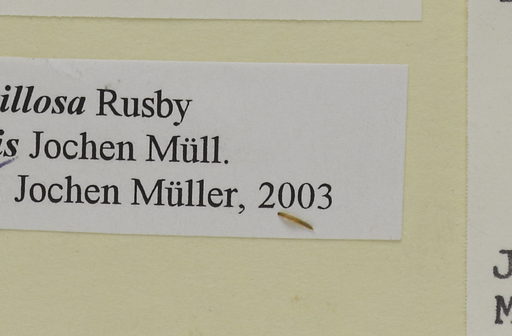 illosa Rusby
is Jochen Müll.
Jochen Müller, 2003
J
M